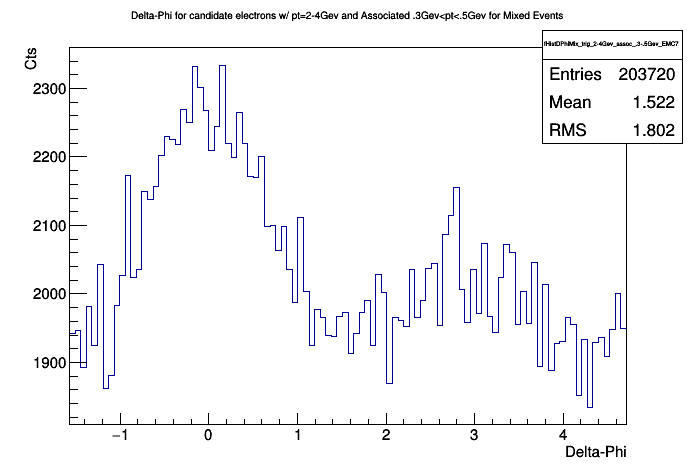 Delta-Phi for candidate electrons w/ pt=2-4Gev and Associated .3Gev<pt<.5Gev for Mixed Events
fHistDPhiMix_trig_2-4Gev_assoc_.3-.5Gev_EMC7
Entries 203720
Mean 1.522
RMS 1.802
Cts
2300
2200
2100
2000
1900
−1 0 1 2 3 4
Delta-Phi